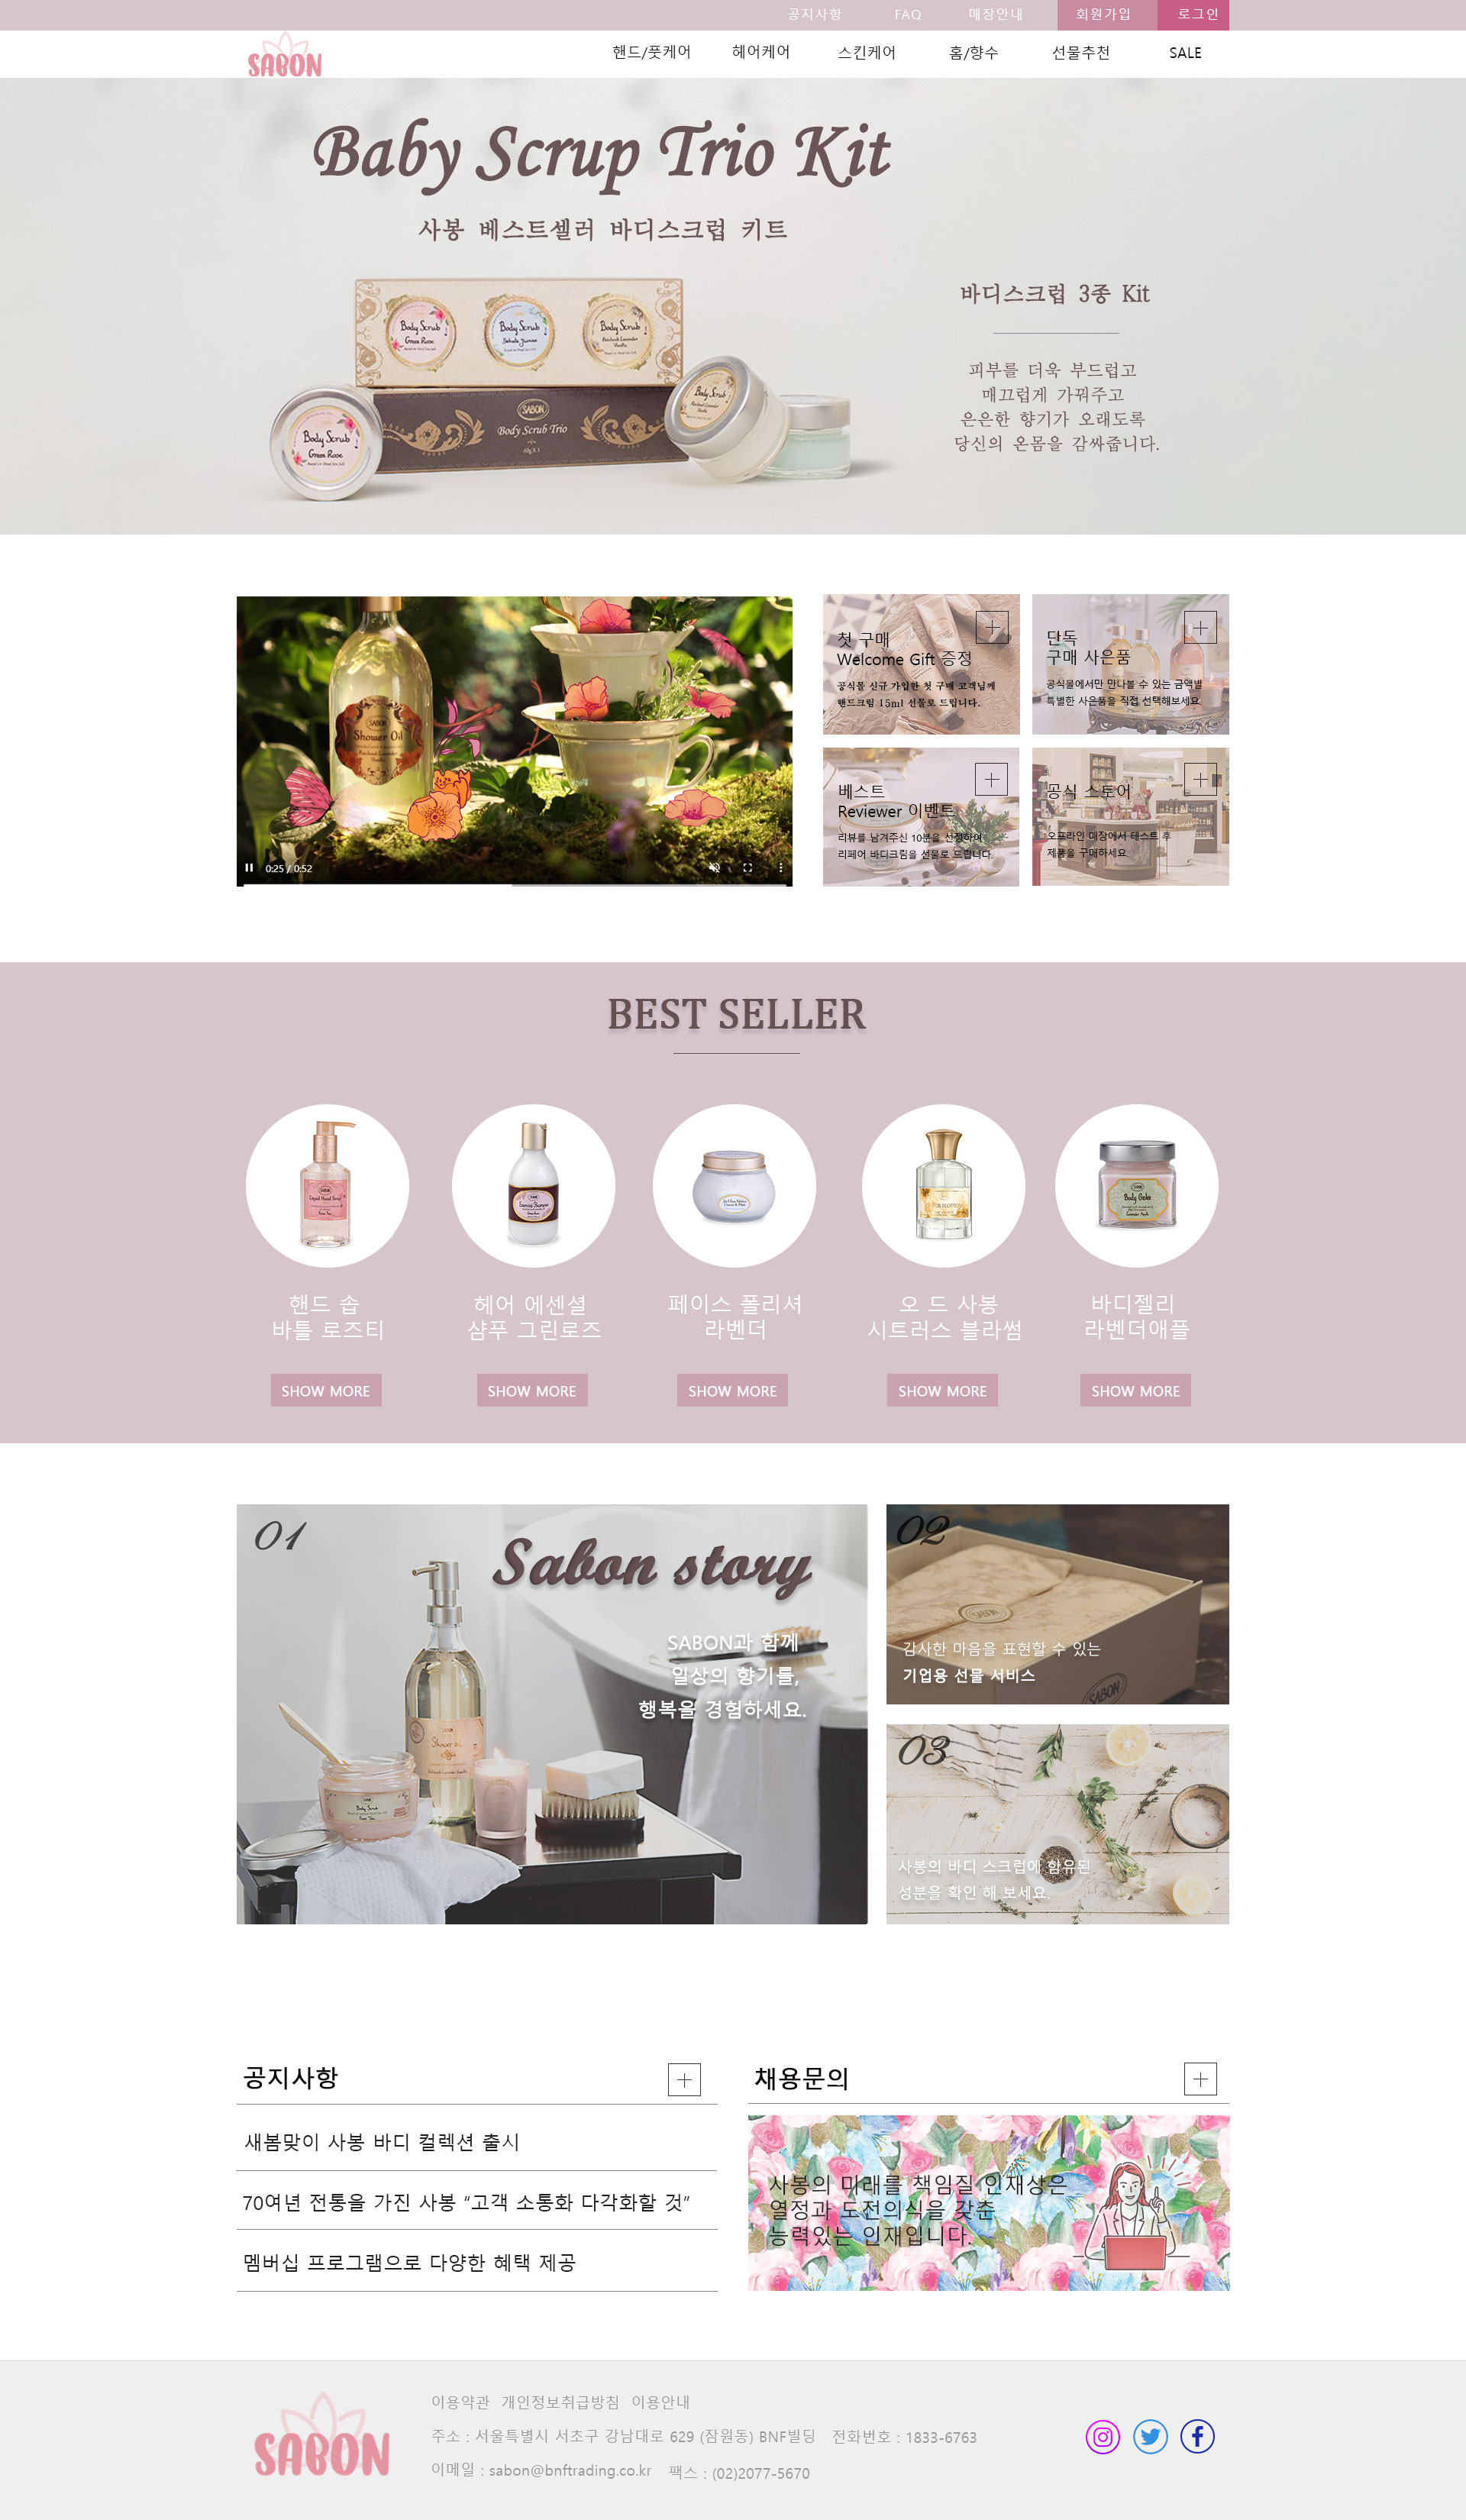 공지사항 FAQ 매장안내 회원가입 로그인
SABON 핸드/풋케어 헤어케어 스킨케어 홈/향수 선물추천 SALE
Baby Scrup Trio Kit
사봉 베스트셀러 바디스크럽 키트
바디스크럽 3종 Kit
피부를 더욱 부드럽고
매끄럽게 가꿔주고
은은한 향기가 오래도록
당신의 온몸을 감싸줍니다.
Body Scrub
Green Rose
Body Scrub
Body Scrub
Patchouli Lavender
Vanilla
SABON
Body Scrub Trio
Body Scrub
Green Rose
Body Scrub
SABON
Shower Oil
Patchouli Lavender
Vanilla
0:25 / 0:52
첫 구매
Welcome Gift 증정
공식몰 신규 가입한 첫 구매 고객님께
핸드크림 15ml 선물로 드립니다.
단독
구매 사은품
공식몰에서만 만나볼 수 있는 금액별
특별한 사은품을 직접 선택해보세요.
베스트
Reviewer 이벤트
리뷰를 남겨주신 10분을 선정하여
리페어 바디크림을 선물로 드립니다.
공식 스토어
오프라인 매장에서 테스트 후
제품을 구매하세요.
BEST SELLER
핸드 솝
바틀 로즈티
SHOW MORE
헤어 에센셜
샴푸 그린로즈
SHOW MORE
페이스 폴리셔
라벤더
SHOW MORE
오 드 사봉
시트러스 블라썸
SHOW MORE
바디젤리
라벤더애플
SHOW MORE
01
Sabon story
SABON과 함께
일상의 향기를,
행복을 경험하세요.
02
SABON
감사한 마음을 표현할 수 있는
기업용 선물 서비스
SABON
03
사봉의 바디 스크럽에 함유된
성분을 확인 해 보세요.
공지사항
새봄맞이 사봉 바디 컬렉션 출시
70여년 전통을 가진 사봉 “고객 소통화 다각화할 것”
멤버십 프로그램으로 다양한 혜택 제공
채용문의
사봉의 미래를 책임질 인재상은
열정과 도전의식을 갖춘
능력있는 인재입니다.
SABON
이용약관 개인정보취급방침 이용안내
주소 : 서울특별시 서초구 강남대로 629 (잠원동) BNF빌딩 전화번호 : 1833-6763
이메일 : sabon@bnftrading.co.kr 팩스 : (02)2077-5670